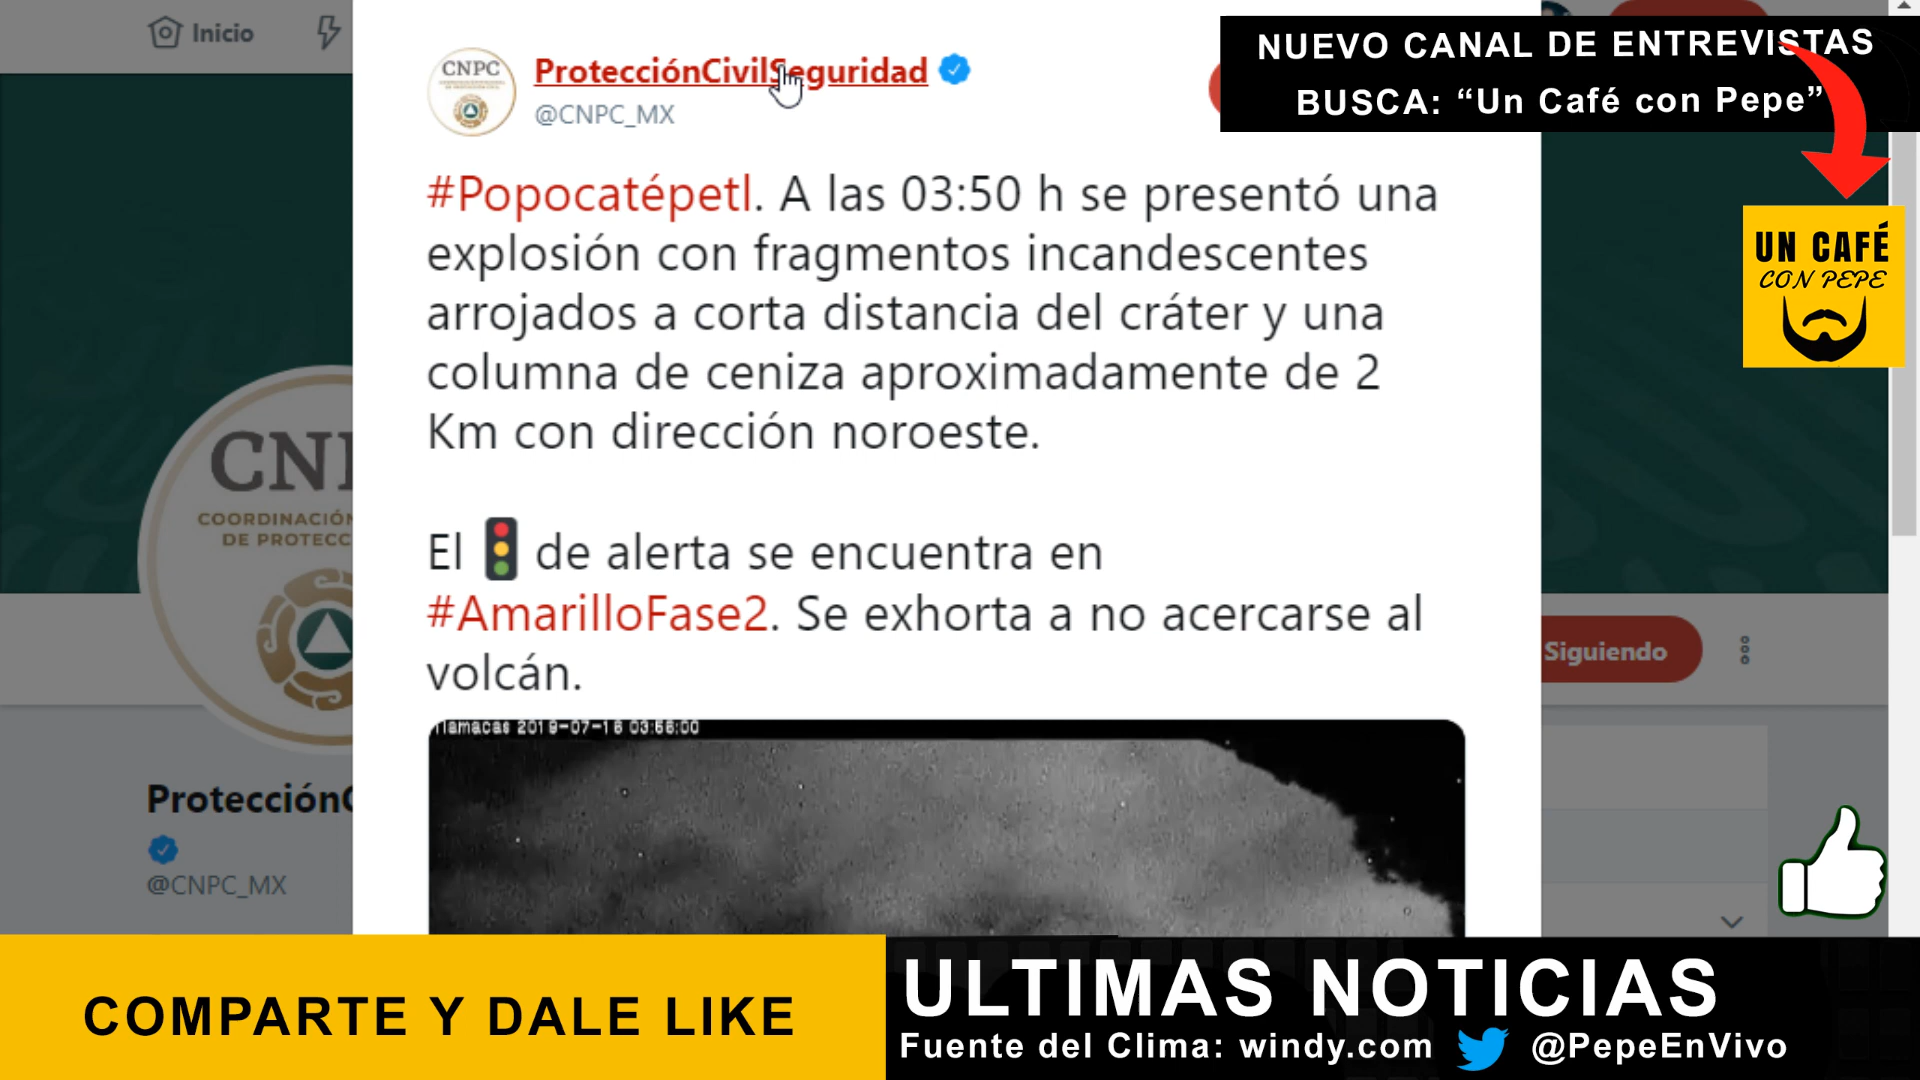 Inicio
ProtecciónCivilSeguridad
@CNPC_MX
CNPC
NUEVO CANAL DE ENTREVISTAS
BUSCA: “Un Café con Pepe”
UN CAFÉ
CON PEPE
#Popocatépetl. A las 03:50 h se presentó una
explosión con fragmentos incandescentes
arrojados a corta distancia del cráter y una
columna de ceniza aproximadamente de 2
Km con dirección noroeste.
El 🚦 de alerta se encuentra en
#AmarilloFase2. Se exhorta a no acercarse al
volcán.
CNP
COORDINACIÓN
DE PROTECC
Siguiendo
ProtecciónC
@CNPC_MX
COMPARTE Y DALE LIKE
ULTIMAS NOTICIAS
Fuente del Clima: windy.com @PepeEnVivo